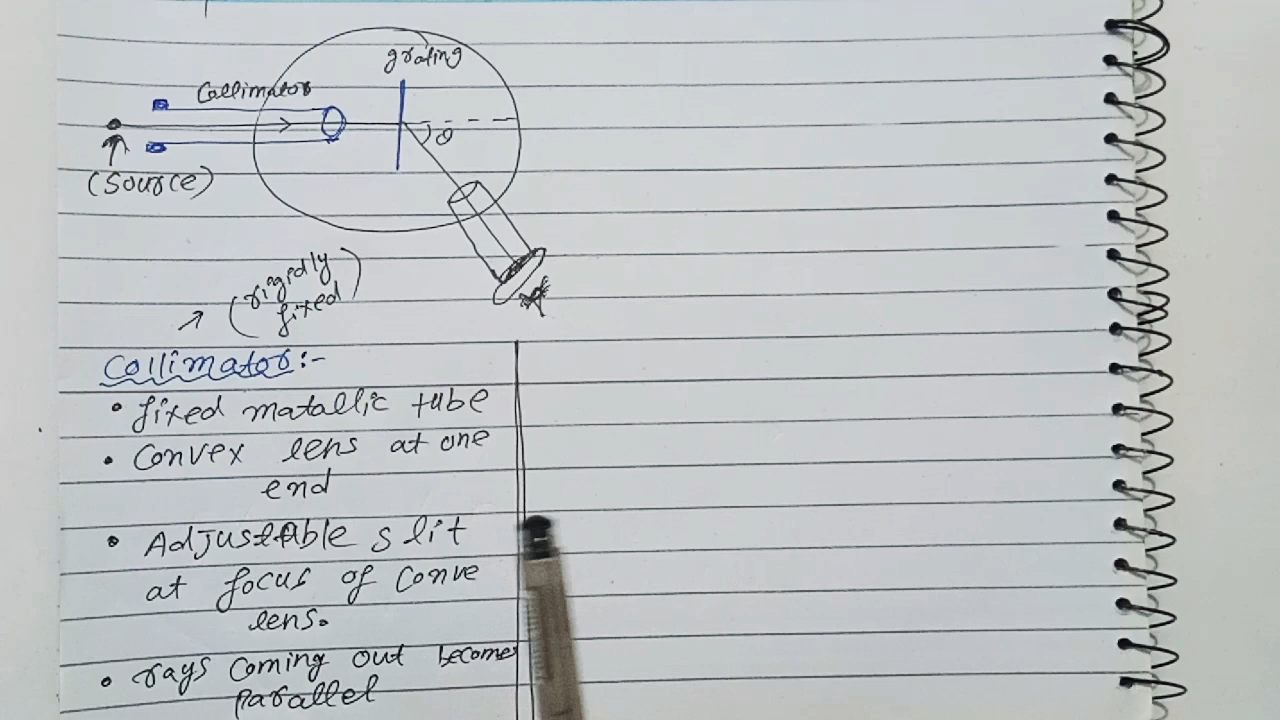 grating
Collimator
θ
(Source)
(rigidly
fixed)
Collimator:-
• fixed matallic tube
• Convex lens at one
end
• Adjustable slit
at focus of Conve
lens.
• rays Coming out becomes
parallel